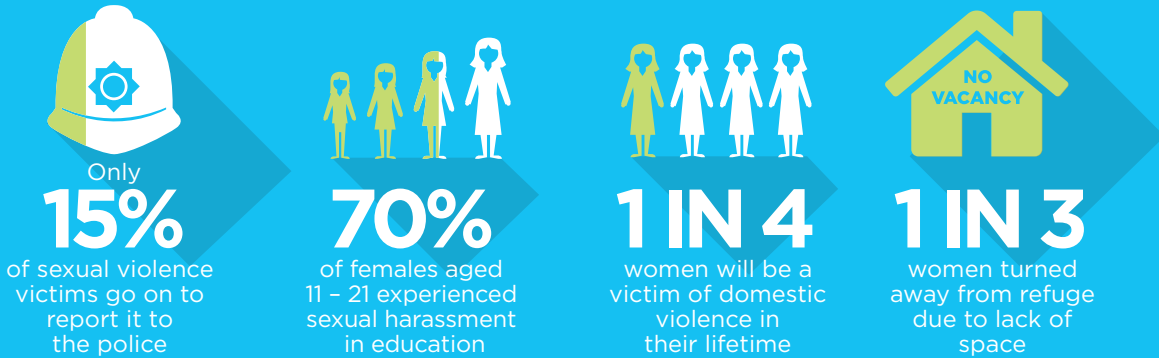 Only
15%
of sexual violence
victims go on to
report it to
the police
70%
of females aged
11 – 21 experienced
sexual harassment
in education
1 IN 4
women will be a
victim of domestic
violence in
their lifetime
NO
VACANCY
1 IN 3
women turned
away from refuge
due to lack of
space